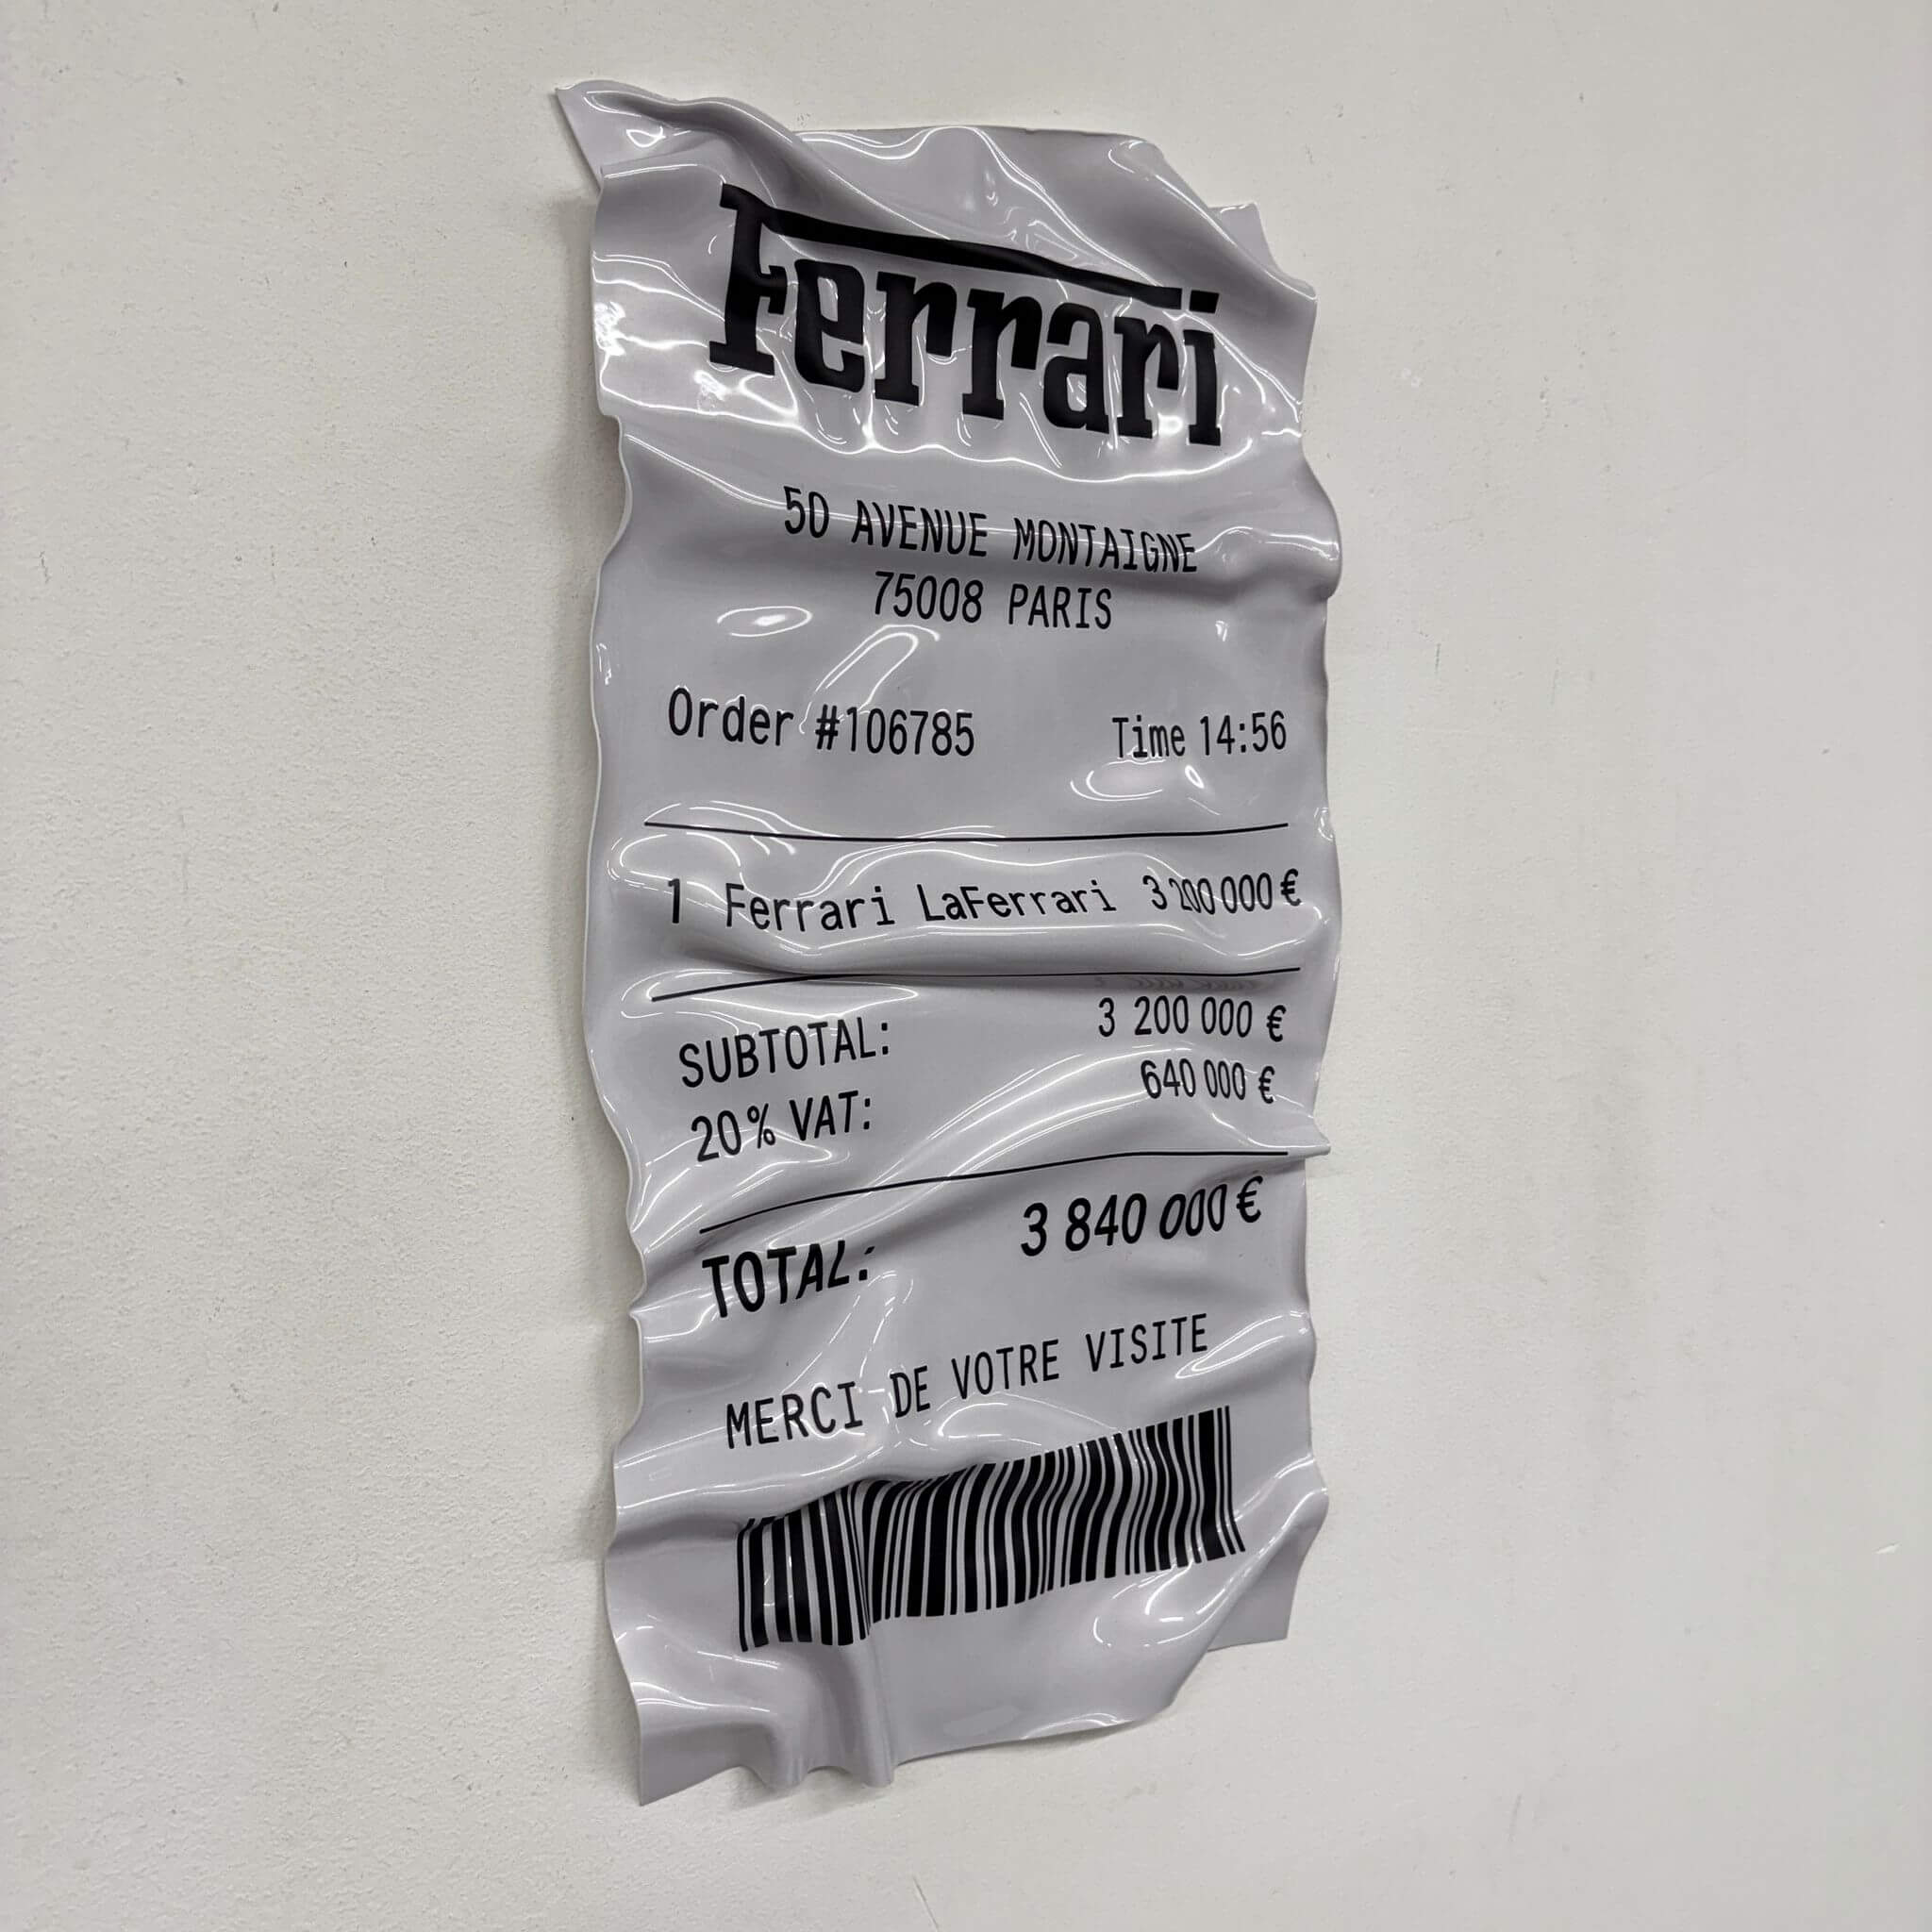 Ferrari
50 AVENUE MONTAIGNE
75008 PARIS
Order #106785 Time 14:56
1 Ferrari LaFerrari 3 200 000 €
SUBTOTAL: 3 200 000 €
20% VAT: 640 000 €
TOTAL: 3 840 000 €
MERCI DE VOTRE VISITE